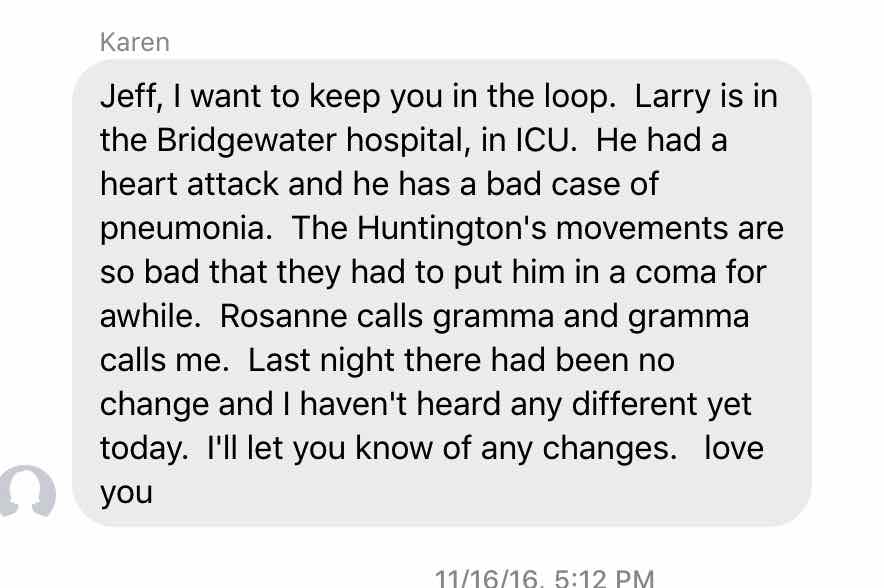 Karen
Jeff, I want to keep you in the loop.  Larry is in
the Bridgewater hospital, in ICU.  He had a
heart attack and he has a bad case of
pneumonia.  The Huntington's movements are
so bad that they had to put him in a coma for
awhile.  Rosanne calls gramma and gramma
calls me.  Last night there had been no
change and I haven't heard any different yet
today.  I'll let you know of any changes.   love
you
11/16/16, 5:12 PM